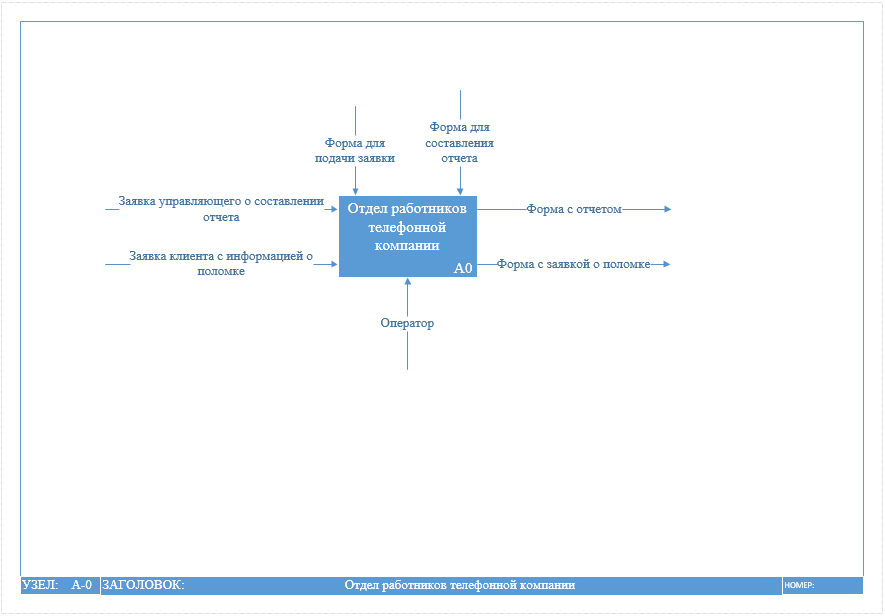 Форма для
подачи заявки
Форма для
составления
отчета
Заявка управляющего о составлении
отчета
Заявка клиента с информацией о
поломке
Отдел работников
телефонной
компании
A0
Форма с отчетом
Форма с заявкой о поломке
Оператор
УЗЕЛ: A-0 ЗАГОЛОВОК: Отдел работников телефонной компании НОМЕР: